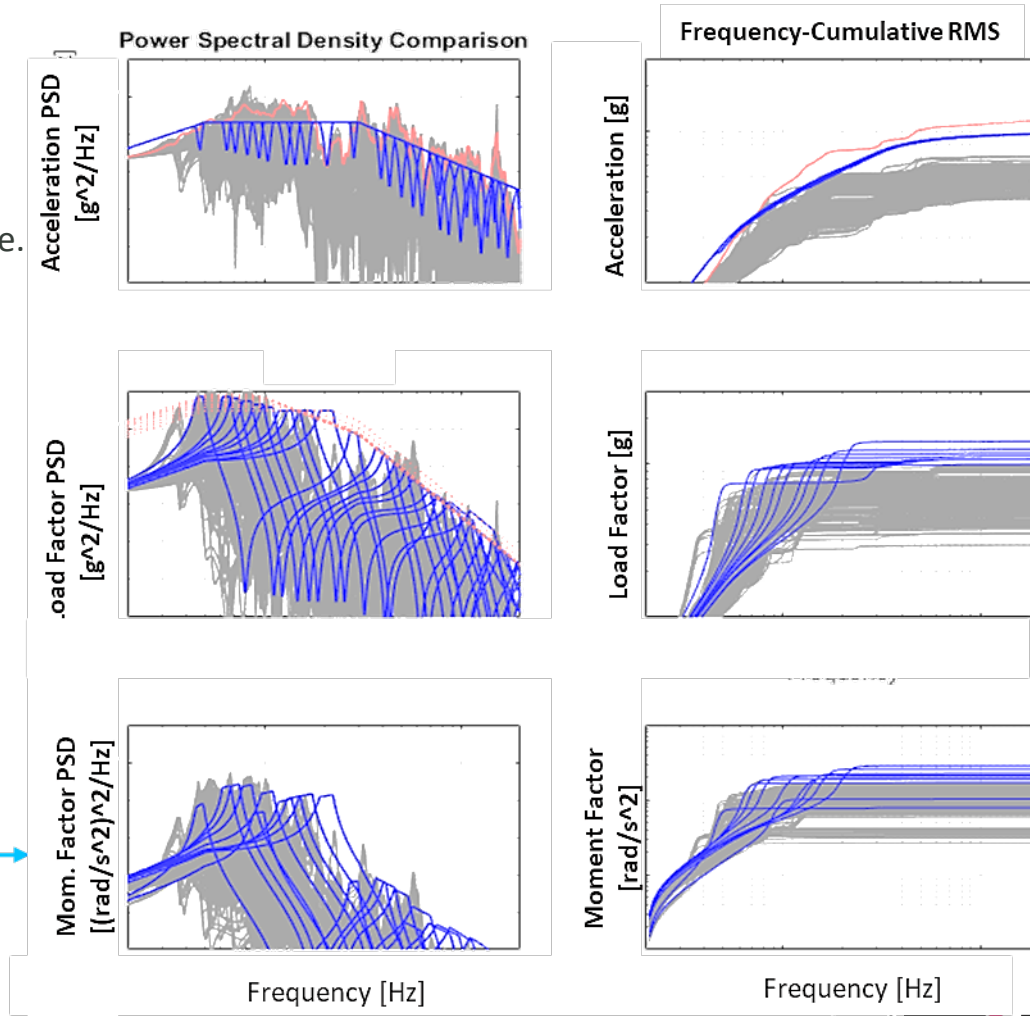 Power Spectral Density Comparison
Frequency-Cumulative RMS
Acceleration PSD
[g^2/Hz]
Acceleration [g]
e.
.oad Factor PSD
[g^2/Hz]
Load Factor [g]
Mom. Factor PSD
[(rad/s^2)^2/Hz]
Moment Factor
[rad/s^2]
Frequency [Hz]
Frequency [Hz]